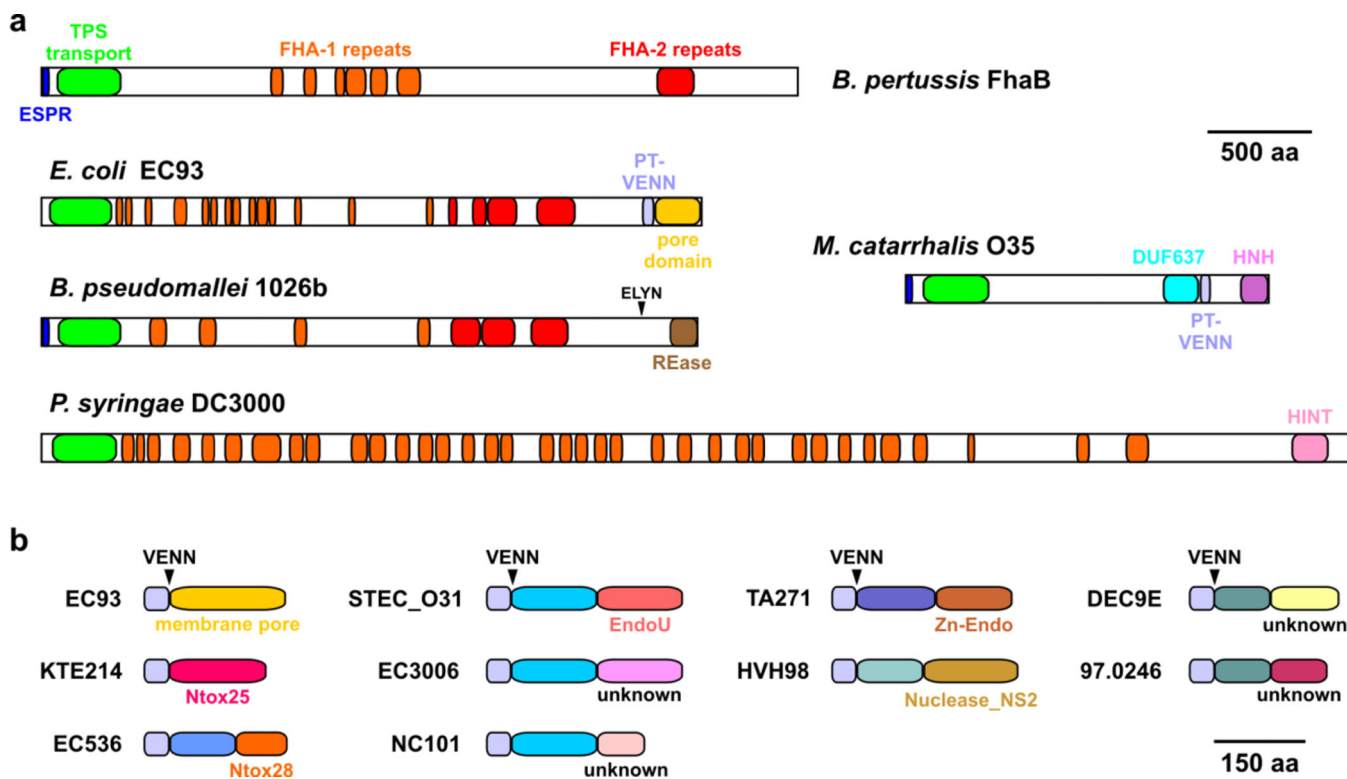 a
TPS
transport
FHA-1 repeats
FHA-2 repeats
B. pertussis FhaB
ESPR
500 aa
E. coli EC93
PT-
VENN
pore
domain
M. catarrhalis O35
DUF637
HNH
PT-
VENN
B. pseudomallei 1026b
ELYN
REase
P. syringae DC3000
HINT
b
VENN
VENN
VENN
VENN
EC93
membrane pore
STEC_O31
EndoU
TA271
Zn-Endo
DEC9E
unknown
KTE214
Ntox25
EC3006
unknown
HVH98
Nuclease_NS2
97.0246
unknown
EC536
Ntox28
NC101
unknown
150 aa